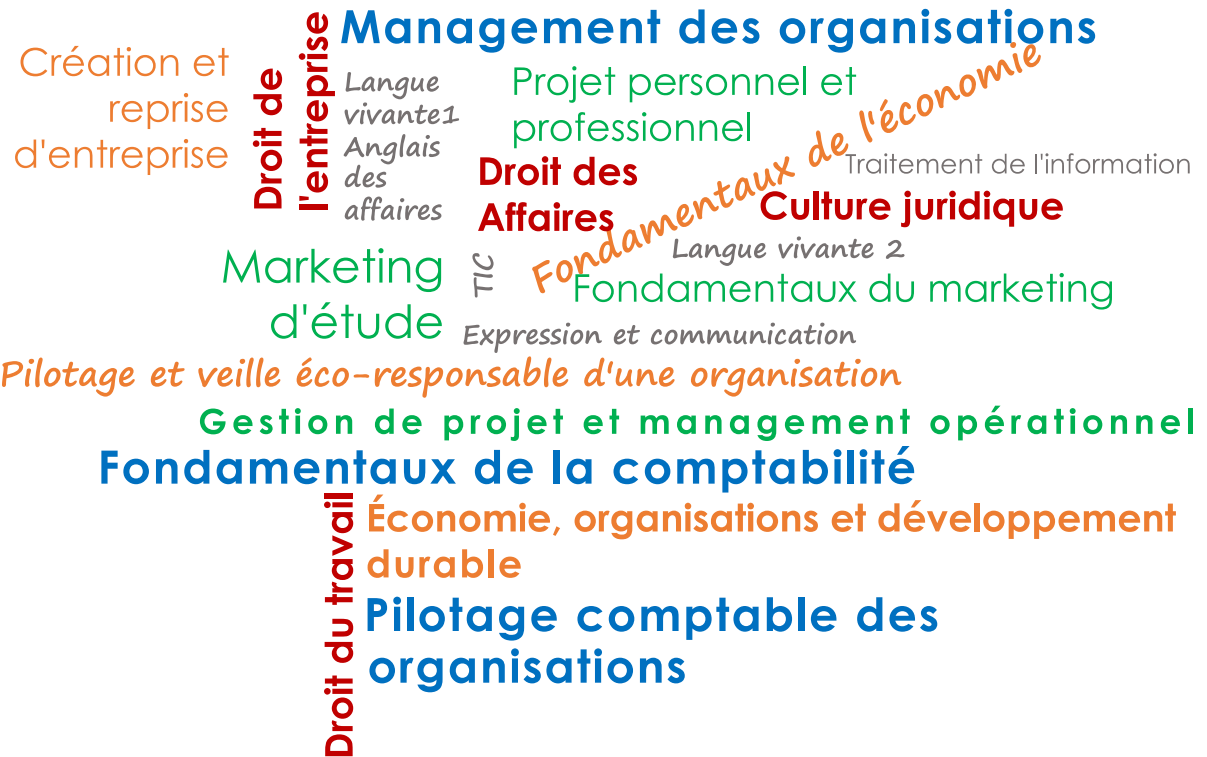 Management des organisations
Création et
reprise
d'entreprise
Droit de
l'entreprise
Langue
vivante1
Anglais
des
affaires
Projet personnel et
professionnel
Fondamentaux de l'économie
Traitement de l'information
Droit des
Affaires
Culture juridique
Langue vivante 2
Marketing
d'étude
TIC
Fondamentaux du marketing
Expression et communication
Pilotage et veille éco-responsable d'une organisation
Gestion de projet et management opérationnel
Fondamentaux de la comptabilité
Droit du travail
Économie, organisations et développement
durable
Pilotage comptable des
organisations